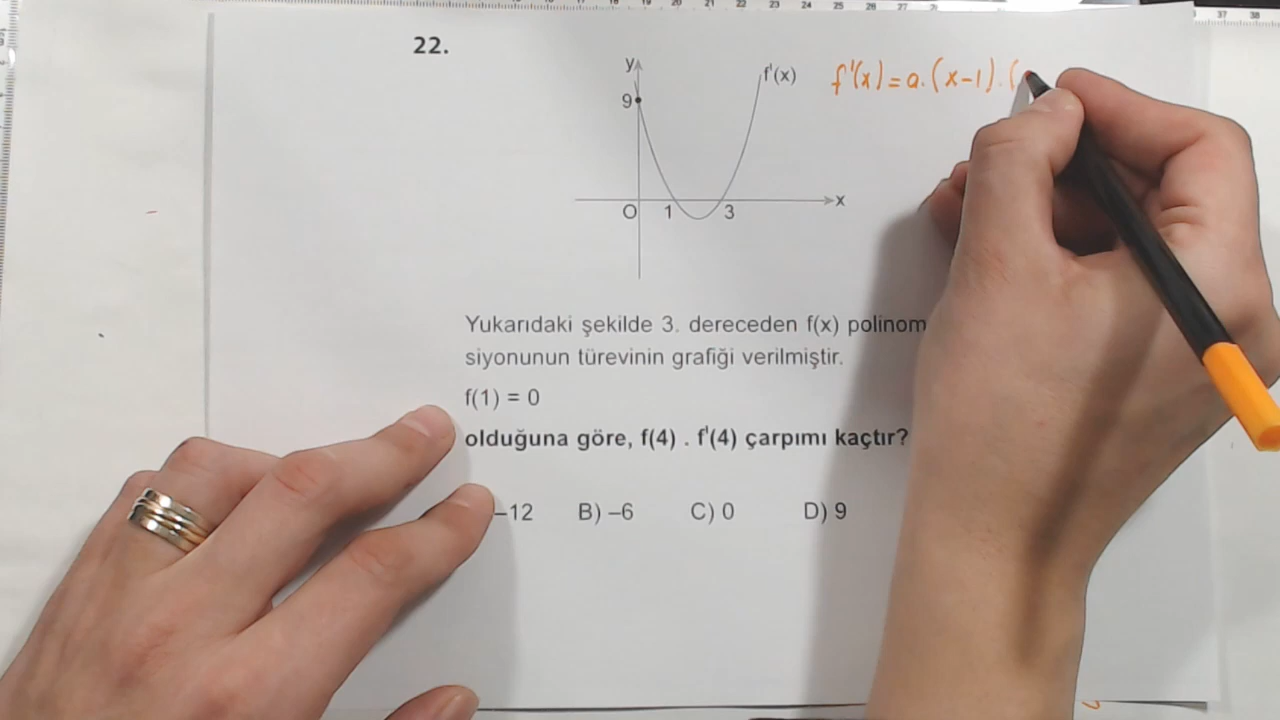 22.
y
f'(x)
f'(x) = a.(x-1).(
9
O 1 3 x
Yukarıdaki şekilde 3. dereceden f(x) polinom
siyonunun türevinin grafiği verilmiştir.
f(1) = 0
olduğuna göre, f(4) . f'(4) çarpımı kaçtır?
–12 B) –6 C) 0 D) 9